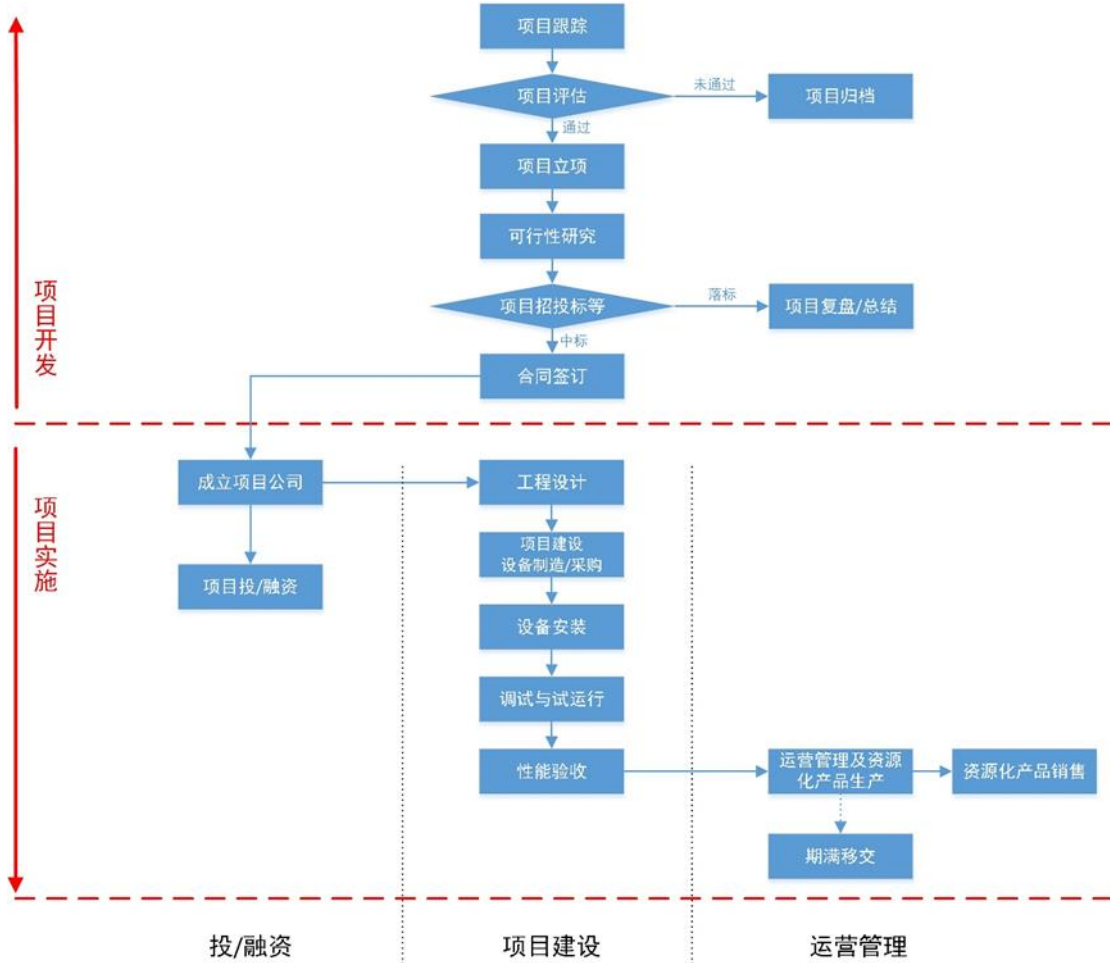 项目跟踪
项目评估
未通过
项目归档
通过
项目立项
可行性研究
项目招投标等
落标
项目复盘/总结
中标
合同签订
项目开发
成立项目公司
工程设计
项目实施
项目建设
设备制造/采购
项目投/融资
设备安装
调试与试运行
性能验收
运营管理及资源
化产品生产
资源化产品销售
期满移交
投/融资
项目建设
运营管理